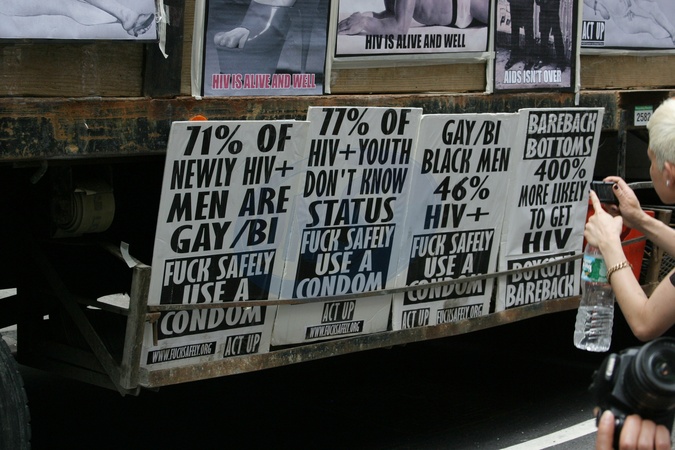 HIV IS ALIVE AND WELL
HIV IS ALIVE AND WELL
AIDS ISN'T OVER
ACT UP
2582
71% OF
NEWLY HIV+
MEN ARE
GAY/BI
FUCK SAFELY
USE A
CONDOM
WWW.FUCKSAFELY.ORG
ACT UP
77% OF
HIV+YOUTH
DON'T KNOW
STATUS
FUCK SAFELY
USE A
CONDOM
ACT UP
WWW.FUCKSAFELY.ORG
GAY/BI
BLACK MEN
46%
HIV+
FUCK SAFELY
USE A
CONDOM
ACT UP
BAREBACK
BOTTOMS
400%
MORE LIKELY
TO GET
HIV
BOYCOTT
BAREBACK